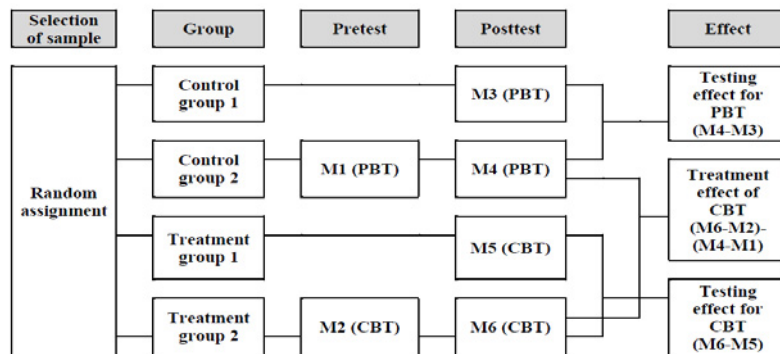 Selection
of sample
Group
Pretest
Posttest
Effect
Random
assignment
Control
group 1
M3 (PBT)
Testing
effect for
PBT
(M4-M3)
Control
group 2
M1 (PBT)
M4 (PBT)
Treatment
effect of
CBT
(M6-M2)-
(M4-M1)
Treatment
group 1
M5 (CBT)
Treatment
group 2
M2 (CBT)
M6 (CBT)
Testing
effect for
CBT
(M6-M5)